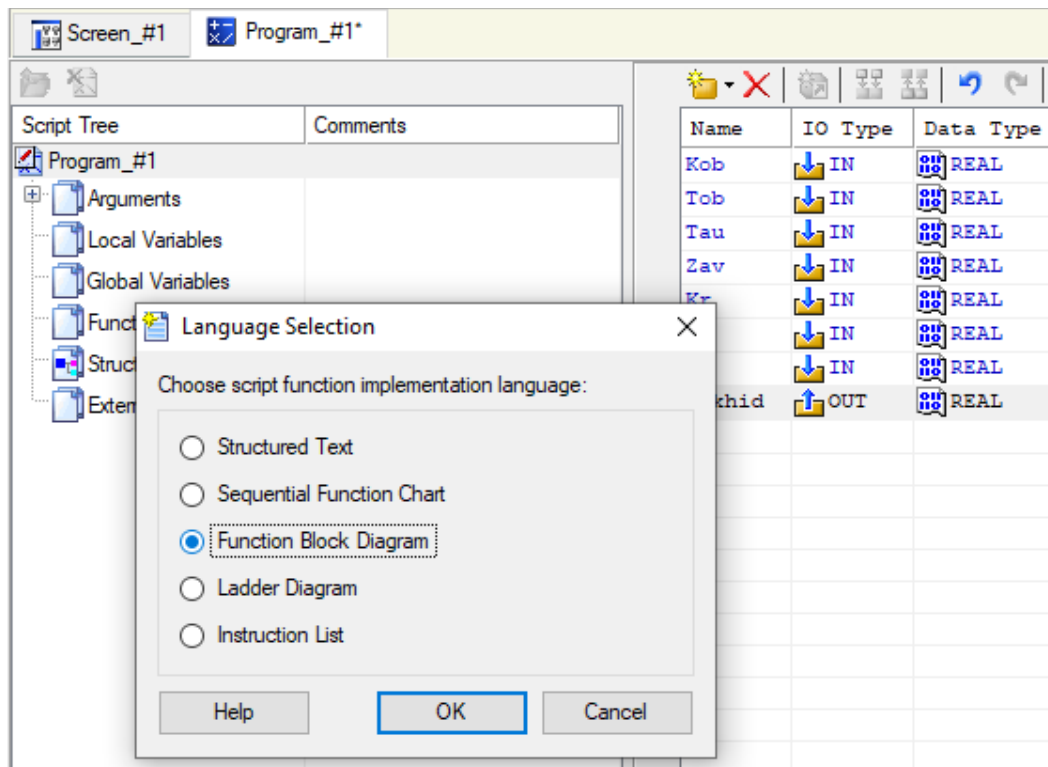 Screen_#1
Program_#1*
Script Tree
Comments
Program_#1
Arguments
Local Variables
Global Variables
Name
IO Type
Data Type
Kob
IN
REAL
Tob
IN
REAL
Tau
IN
REAL
Zav
IN
REAL
Kr
IN
REAL
IN
REAL
IN
REAL
OUT
REAL
Language Selection
Choose script function implementation language:
Structured Text
Sequential Function Chart
Function Block Diagram
Ladder Diagram
Instruction List
Help
OK
Cancel